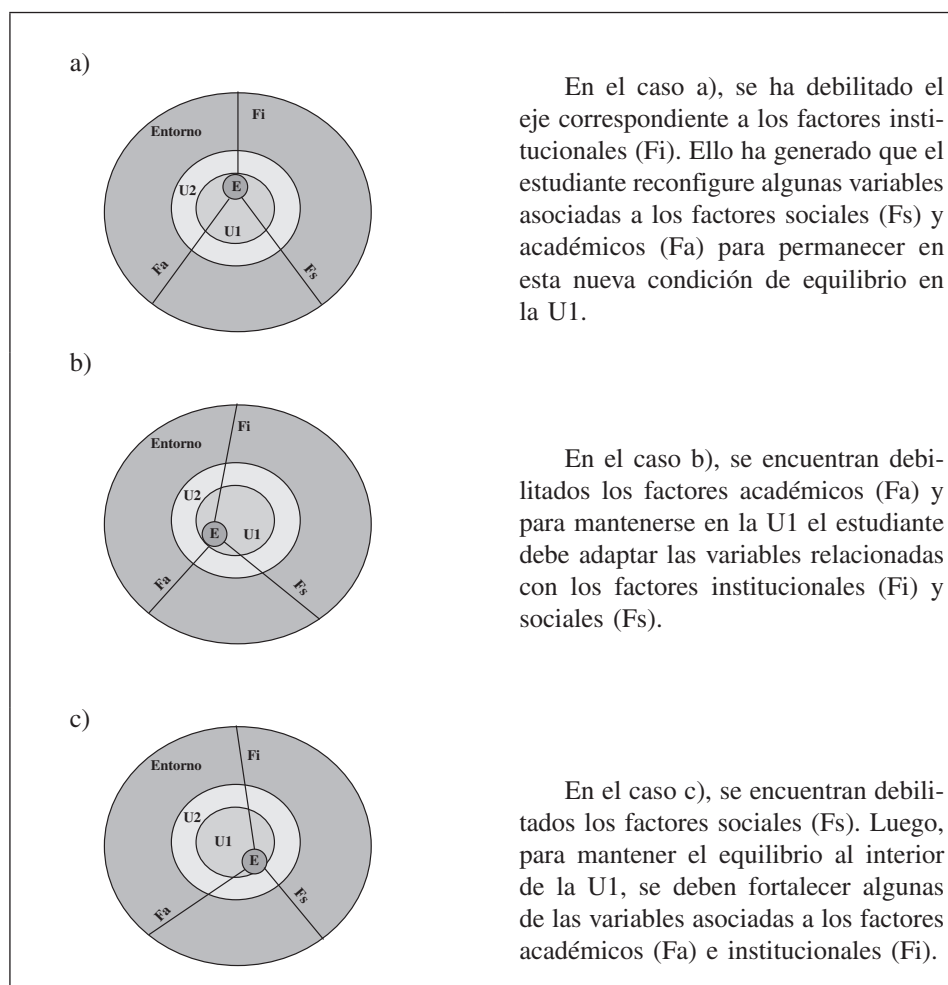 a)
Fi
Entorno
U2
E
U1
Fa
Fs
En el caso a), se ha debilitado el
eje correspondiente a los factores insti-
tucionales (Fi). Ello ha generado que el
estudiante reconfigure algunas variables
asociadas a los factores sociales (Fs) y
académicos (Fa) para permanecer en
esta nueva condición de equilibrio en
la U1.
b)
Fi
Entorno
U2
E
U1
Fa
Fs
En el caso b), se encuentran debi-
litados los factores académicos (Fa) y
para mantenerse en la U1 el estudiante
debe adaptar las variables relacionadas
con los factores institucionales (Fi) y
sociales (Fs).
c)
Fi
Entorno
U2
U1
E
Fa
Fs
En el caso c), se encuentran debili-
tados los factores sociales (Fs). Luego,
para mantener el equilibrio al interior
de la U1, se deben fortalecer algunas
de las variables asociadas a los factores
académicos (Fa) e institucionales (Fi).